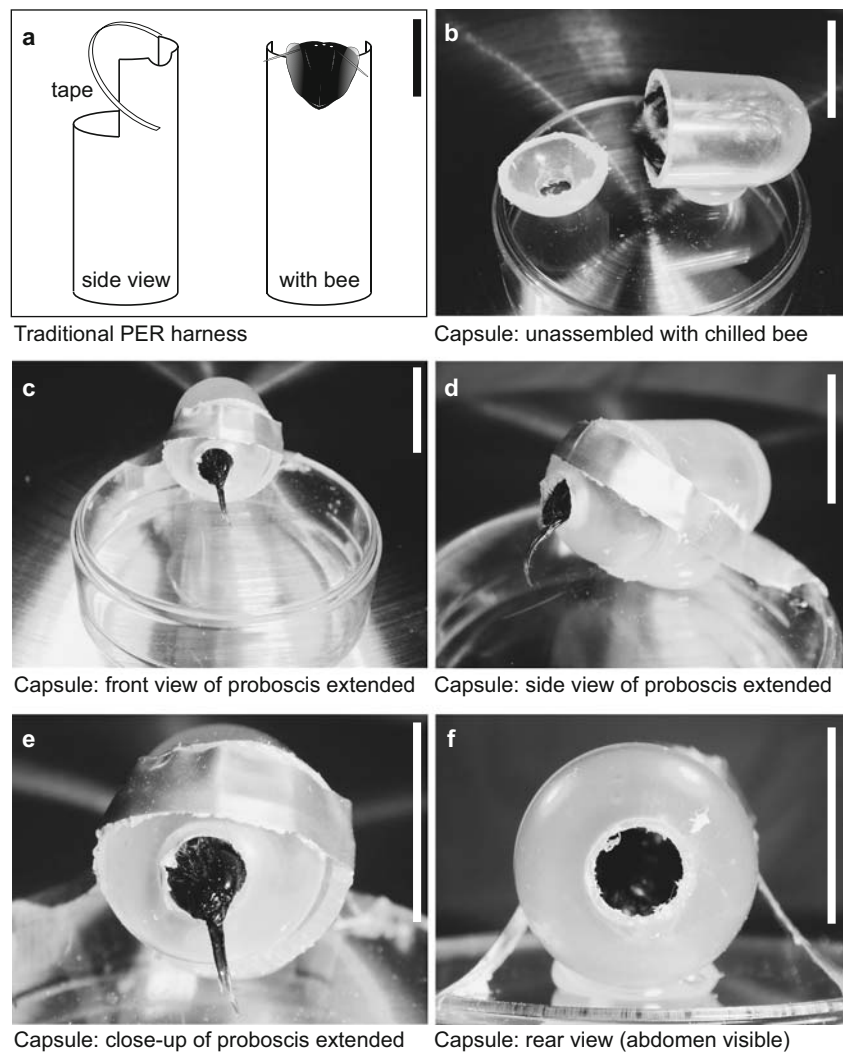 a
tape
side view
with bee
Traditional PER harness
b
Capsule: unassembled with chilled bee
c
Capsule: front view of proboscis extended
d
Capsule: side view of proboscis extended
e
Capsule: close-up of proboscis extended
f
Capsule: rear view (abdomen visible)